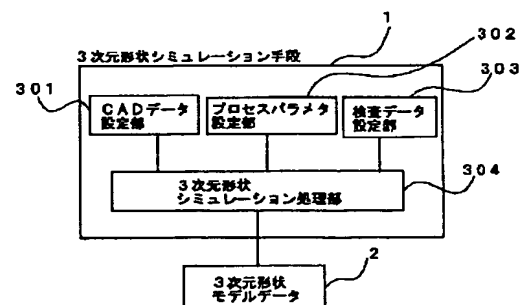 1
3次元形状シミュレーション手段
302
303
301
CADデータ
設定部
プロセスパラメタ
設定部
検査データ
設定部
304
3次元形状
シミュレーション処理部
2
3次元形状
モデルデータ